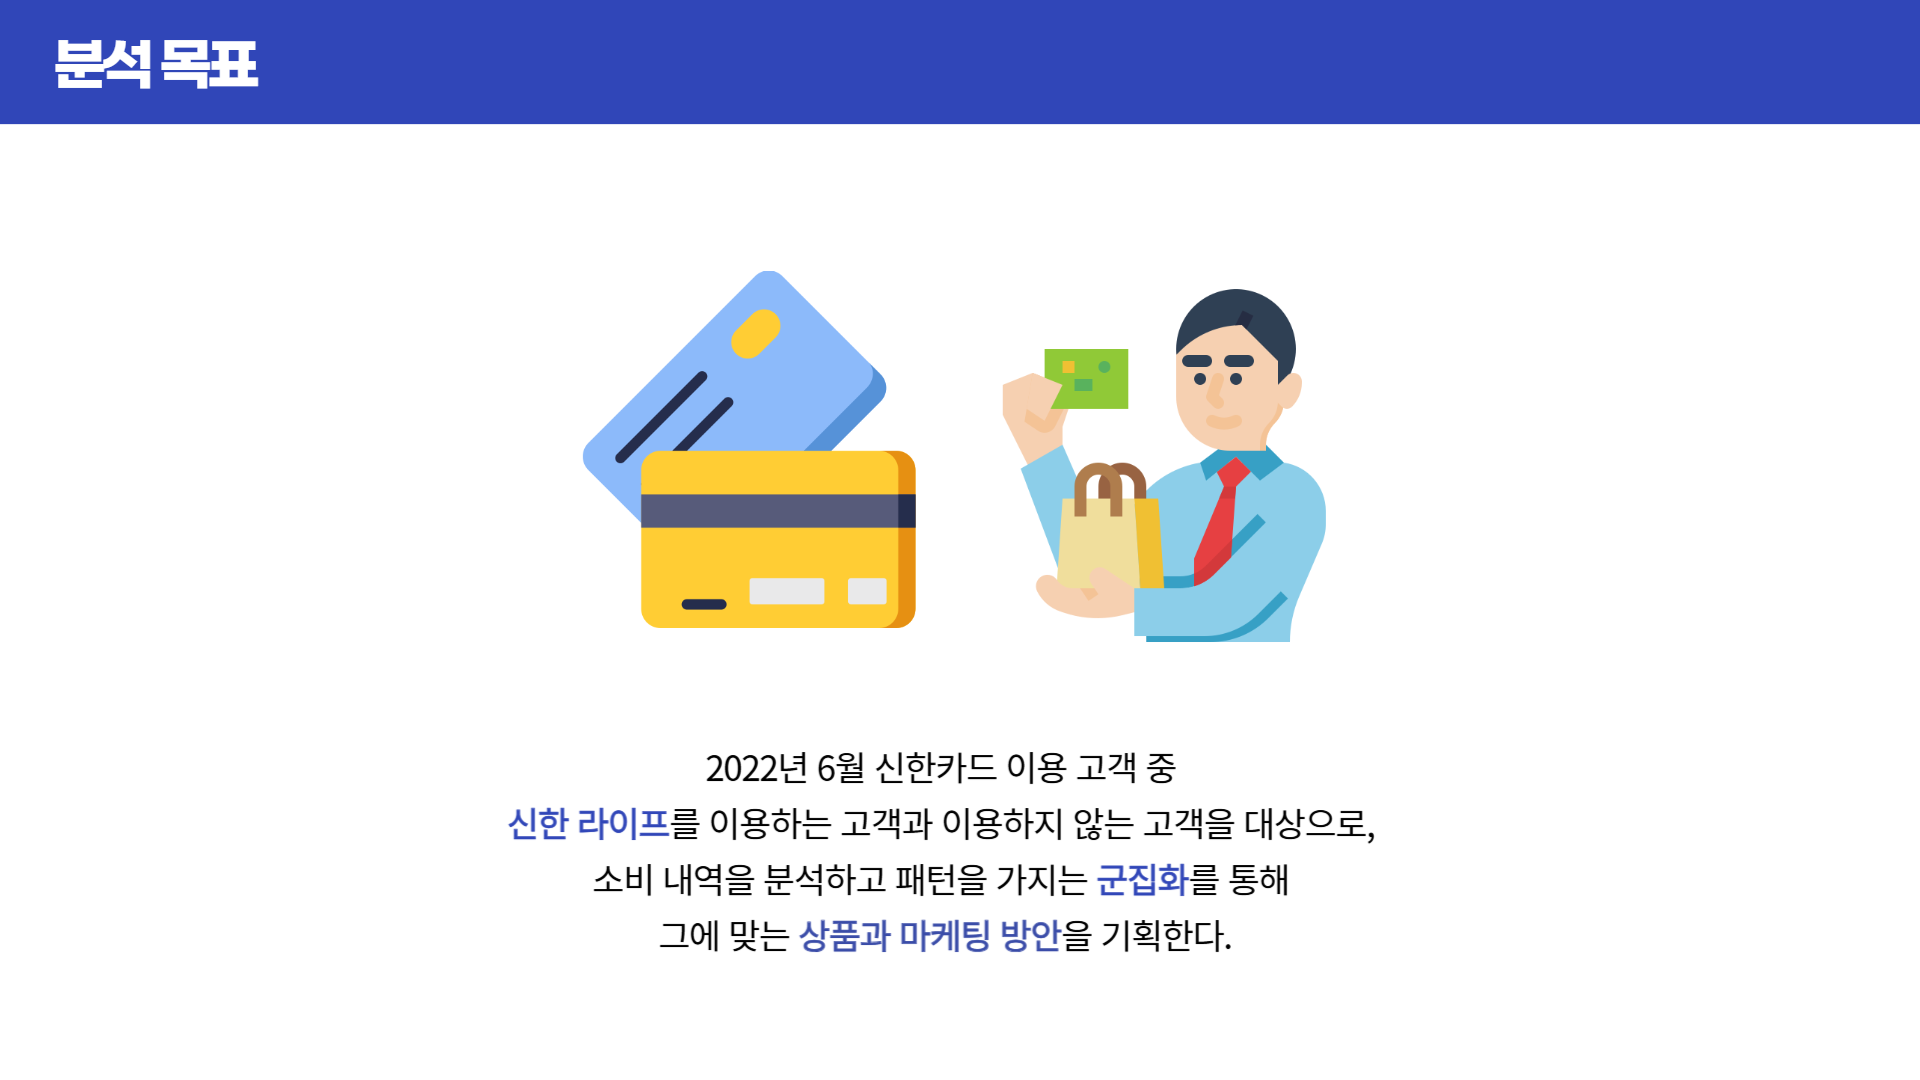 분석 목표
2022년 6월 신한카드 이용 고객 중
신한 라이프를 이용하는 고객과 이용하지 않는 고객을 대상으로,
소비 내역을 분석하고 패턴을 가지는 군집화를 통해
그에 맞는 상품과 마케팅 방안을 기획한다.